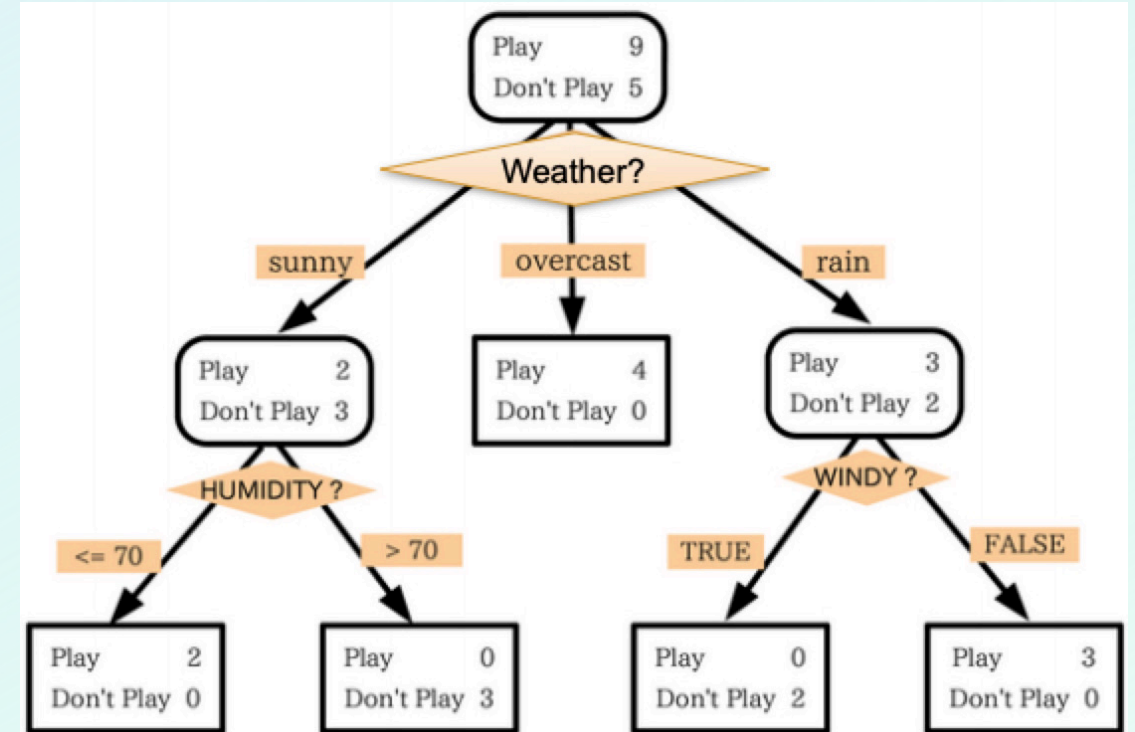 Play 9
Don't Play 5
Weather?
sunny
overcast
rain
Play 2
Don't Play 3
Play 4
Don't Play 0
Play 3
Don't Play 2
HUMIDITY ?
WINDY ?
<= 70
> 70
TRUE
FALSE
Play 2
Don't Play 0
Play 0
Don't Play 3
Play 0
Don't Play 2
Play 3
Don't Play 0